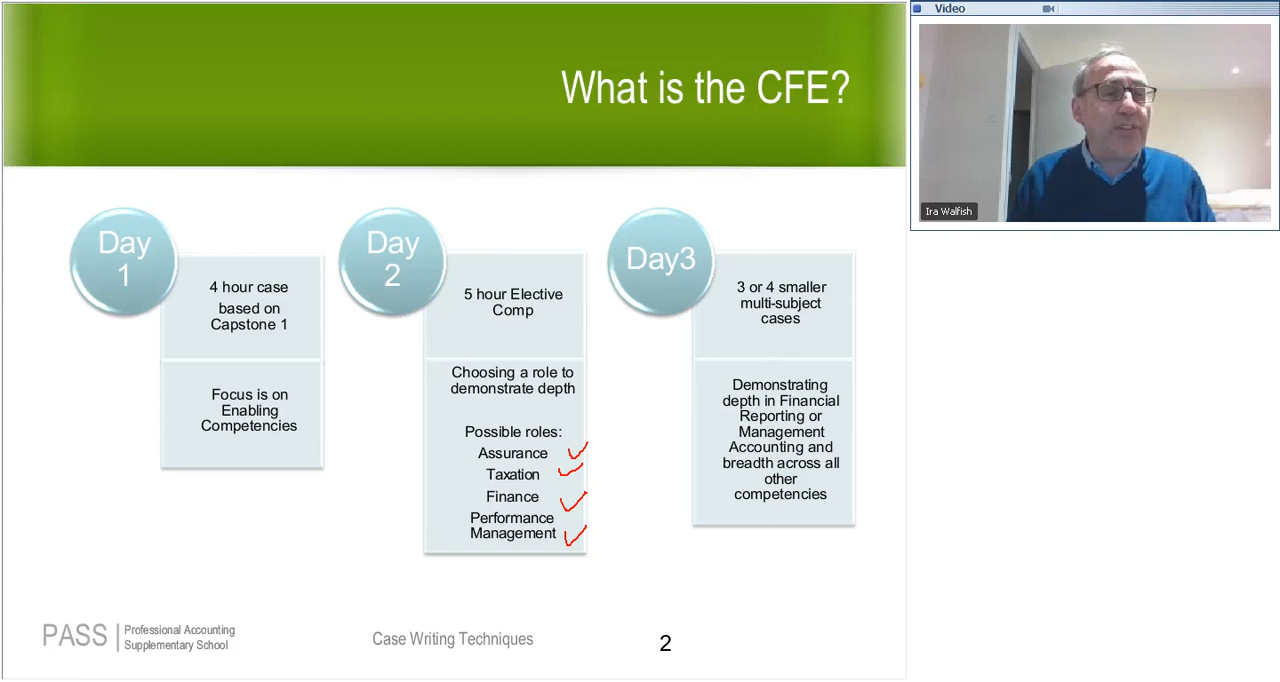 What is the CFE?
Day
1
4 hour case
based on
Capstone 1
Focus is on
Enabling
Competencies
Day
2
5 hour Elective
Comp
Choosing a role to
demonstrate depth
Possible roles:
Assurance
Taxation
Finance
Performance
Management
Day3
3 or 4 smaller
multi-subject
cases
Demonstrating
depth in Financial
Reporting or
Management
Accounting and
breadth across all
other
competencies
PASS
Professional Accounting
Supplementary School
Case Writing Techniques
2
Video
Ira Walfish